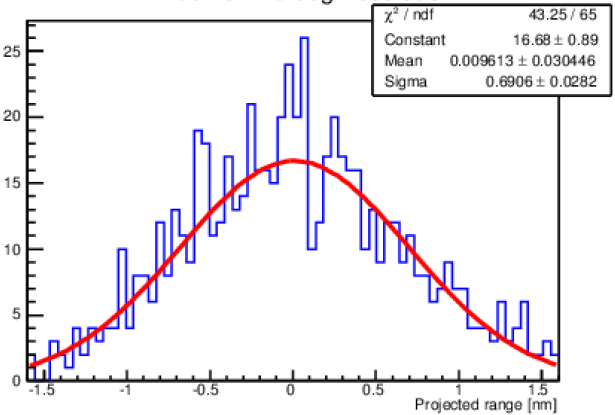 χ² / ndf 43.25 / 65
Constant 16.68 ± 0.89
Mean 0.009613 ± 0.030446
Sigma 0.6906 ± 0.0282
25
20
15
10
5
0
-1.5 -1 -0.5 0 0.5 1 1.5
Projected range [nm]